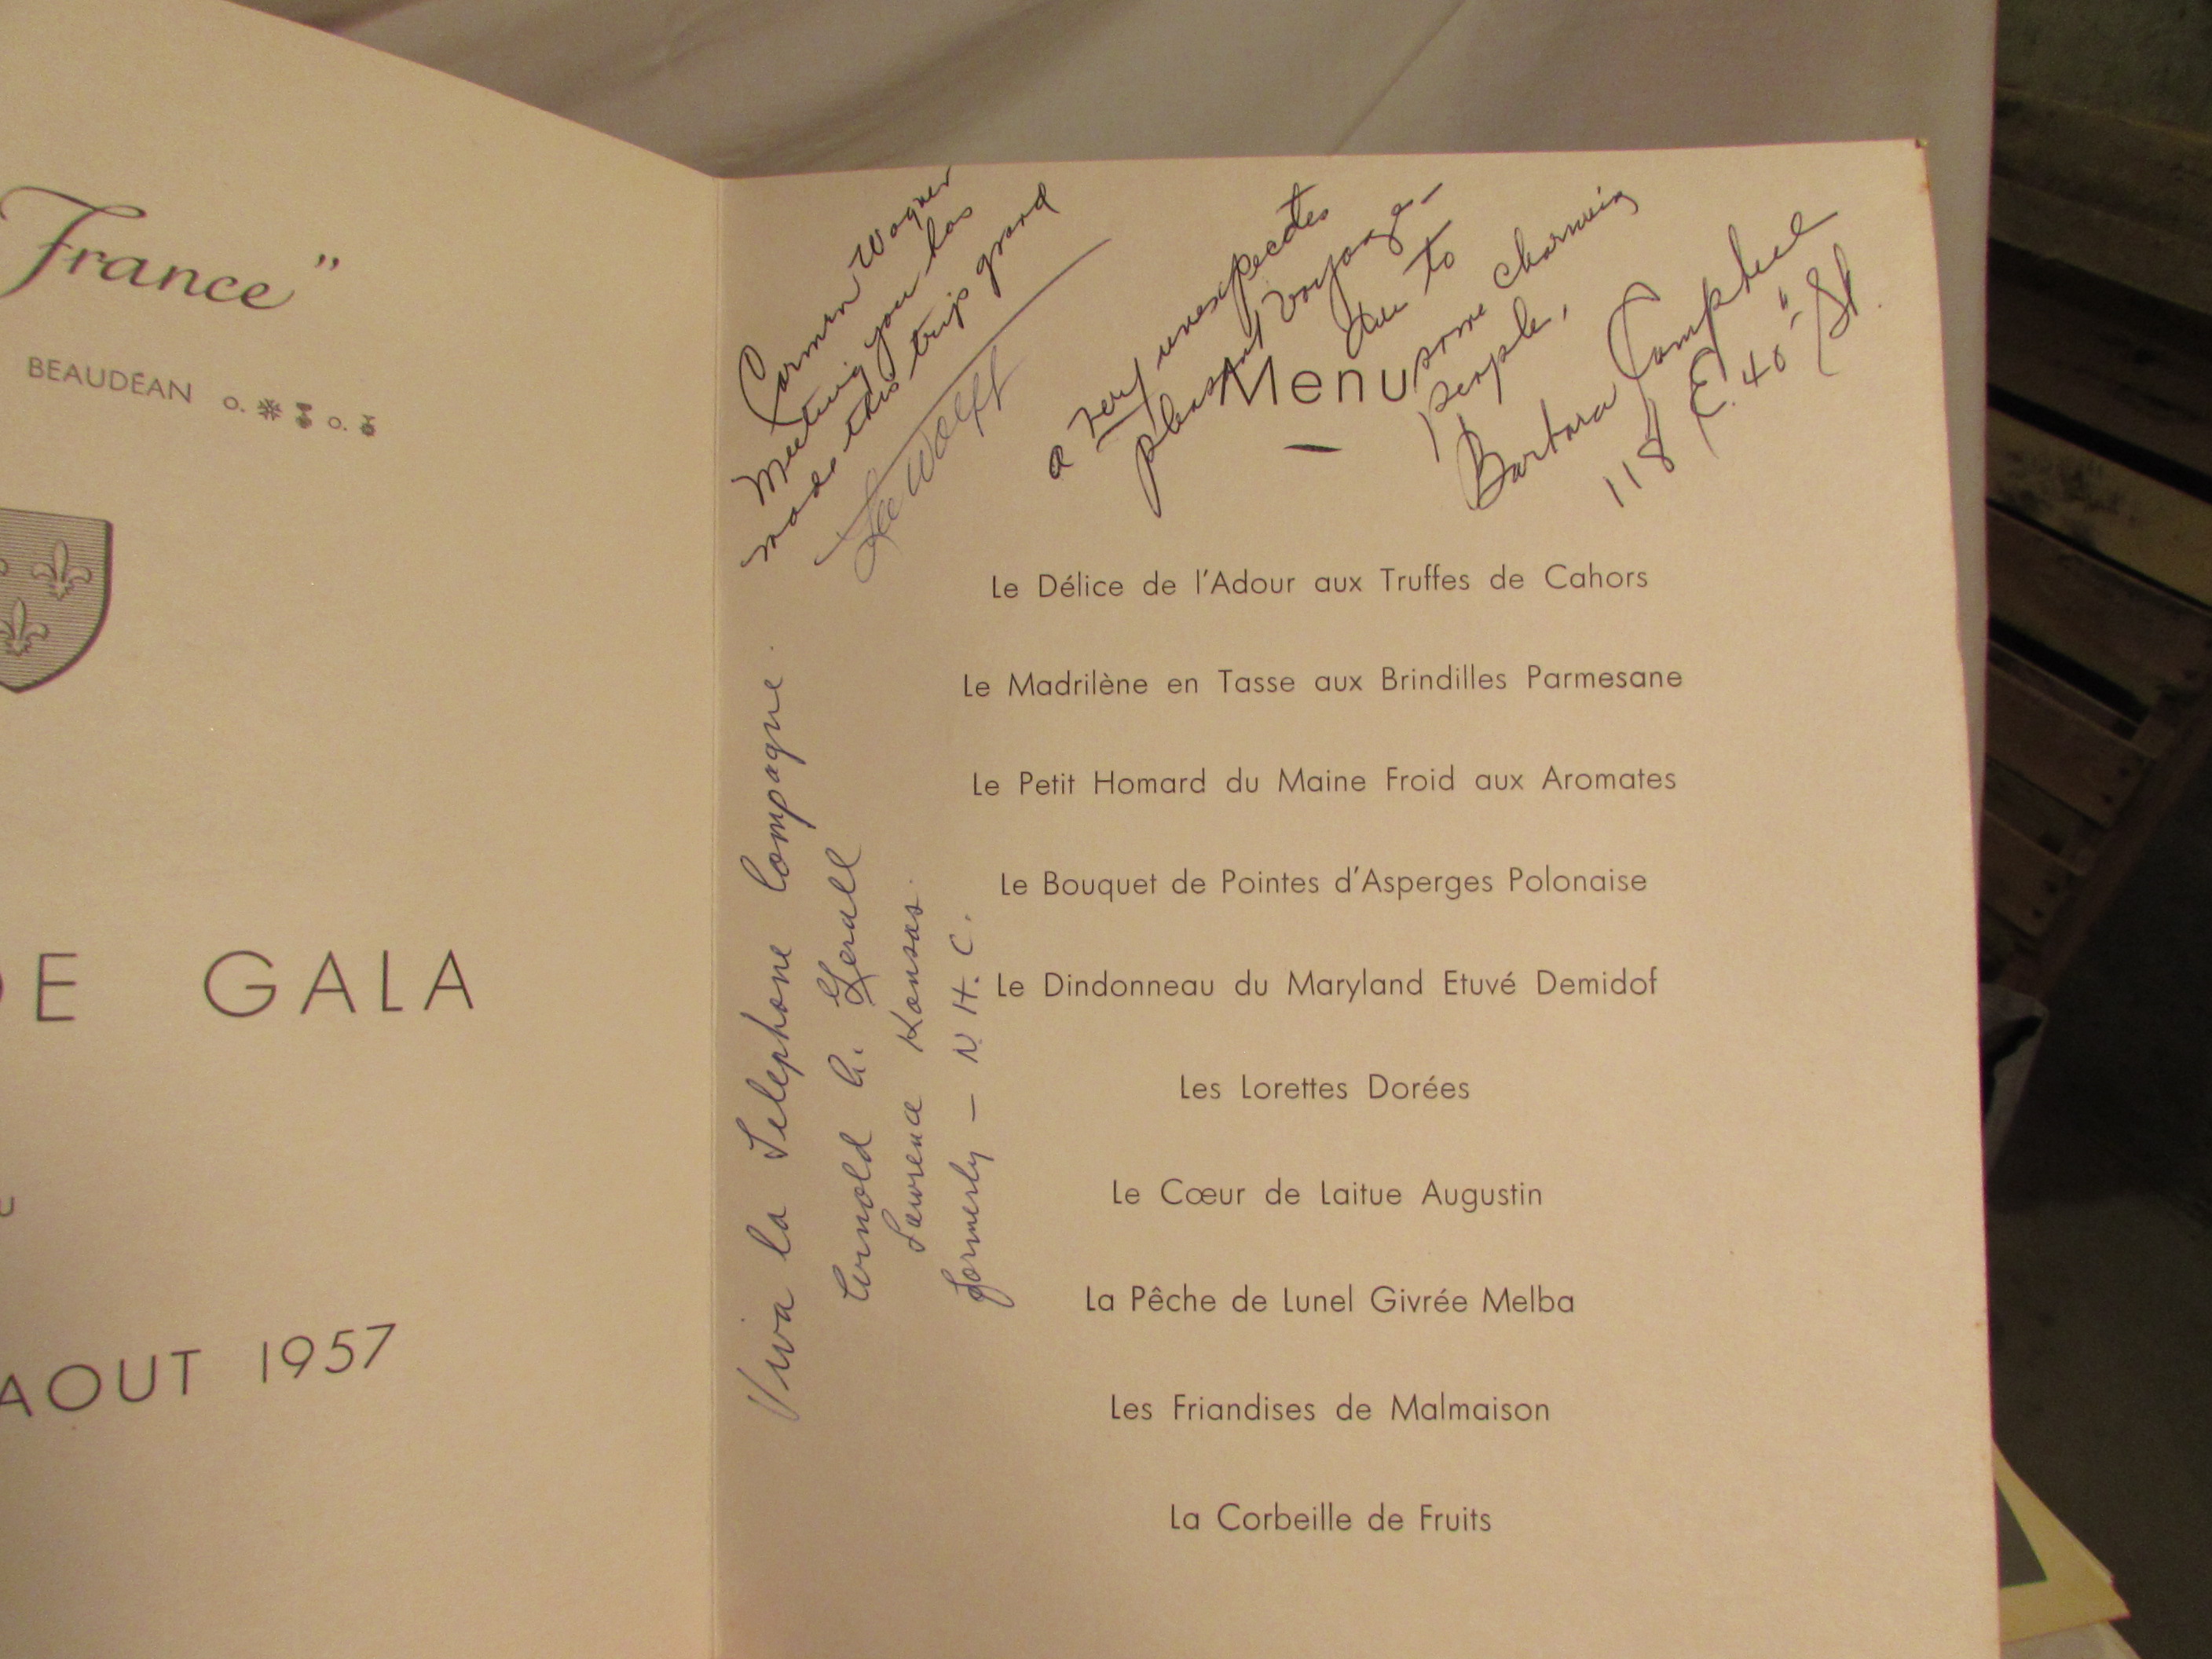 France"
BEAUDÉAN
DE GALA
AOUT 1957
Carmen Wagner
Meeting you has
made this trip grand
Lee Wolff
a very unexpected
pleasant voyage -
due to
some charming
people,
Barbara Campbell
118 E. 40" St.
Menu
Le Délice de l'Adour aux Truffes de Cahors
Le Madrilène en Tasse aux Brindilles Parmesane
Le Petit Homard du Maine Froid aux Aromates
Le Bouquet de Pointes d'Asperges Polonaise
Le Dindonneau du Maryland Etuvé Demidof
Les Lorettes Dorées
Le Cœur de Laitue Augustin
La Pêche de Lunel Givrée Melba
Les Friandises de Malmaison
La Corbeille de Fruits
Viva la Telephone Compagne.
Arnold A.
Lawrence Kansas.
formerly - N.H.C.